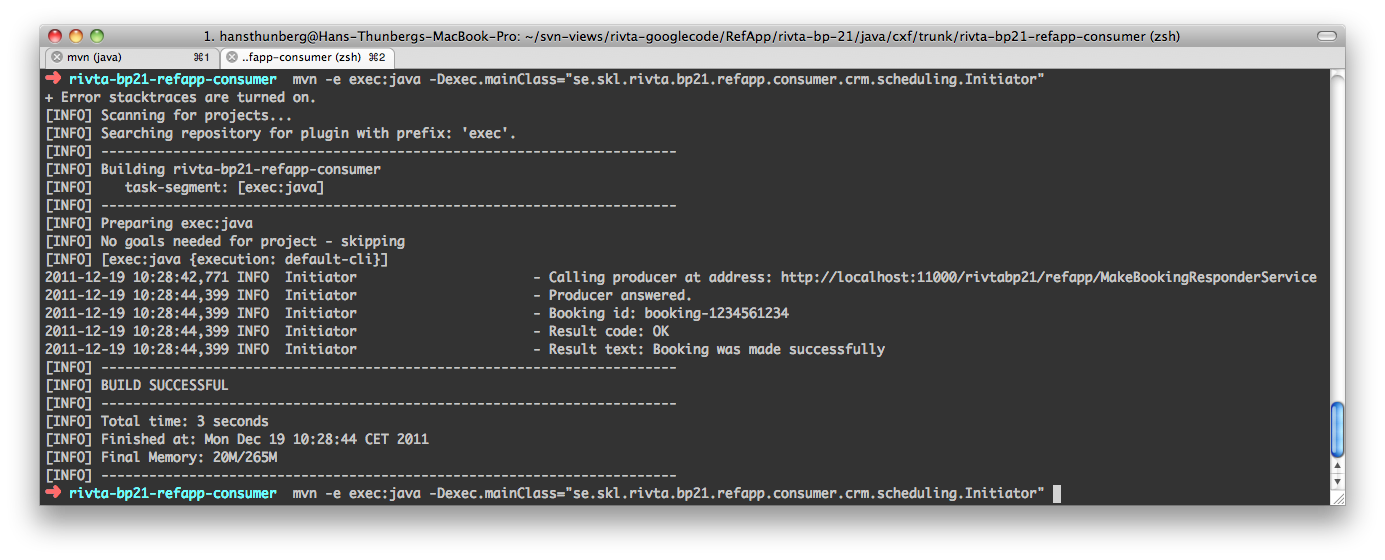 1. hansthunberg@Hans-Thunbergs-MacBook-Pro: ~/svn-views/rivta-googlecode/RefApp/rivta-bp-21/java/cxf/trunk/rivta-bp21-refapp-consumer (zsh)
mvn (java) ⌘1 ..fapp-consumer (zsh) ⌘2
➜ rivta-bp21-refapp-consumer mvn -e exec:java -Dexec.mainClass="se.skl.rivta.bp21.refapp.consumer.crm.scheduling.Initiator"
+ Error stacktraces are turned on.
[INFO] Scanning for projects...
[INFO] Searching repository for plugin with prefix: 'exec'.
[INFO] ------------------------------------------------------------------------
[INFO] Building rivta-bp21-refapp-consumer
[INFO]    task-segment: [exec:java]
[INFO] ------------------------------------------------------------------------
[INFO] Preparing exec:java
[INFO] No goals needed for project - skipping
[INFO] [exec:java {execution: default-cli}]
2011-12-19 10:28:42,771 INFO  Initiator                      - Calling producer at address: http://localhost:11000/rivtabp21/refapp/MakeBookingResponderService
2011-12-19 10:28:44,399 INFO  Initiator                      - Producer answered.
2011-12-19 10:28:44,399 INFO  Initiator                      - Booking id: booking-1234561234
2011-12-19 10:28:44,399 INFO  Initiator                      - Result code: OK
2011-12-19 10:28:44,399 INFO  Initiator                      - Result text: Booking was made successfully
[INFO] ------------------------------------------------------------------------
[INFO] BUILD SUCCESSFUL
[INFO] ------------------------------------------------------------------------
[INFO] Total time: 3 seconds
[INFO] Finished at: Mon Dec 19 10:28:44 CET 2011
[INFO] Final Memory: 20M/265M
[INFO] ------------------------------------------------------------------------
➜ rivta-bp21-refapp-consumer mvn -e exec:java -Dexec.mainClass="se.skl.rivta.bp21.refapp.consumer.crm.scheduling.Initiator"